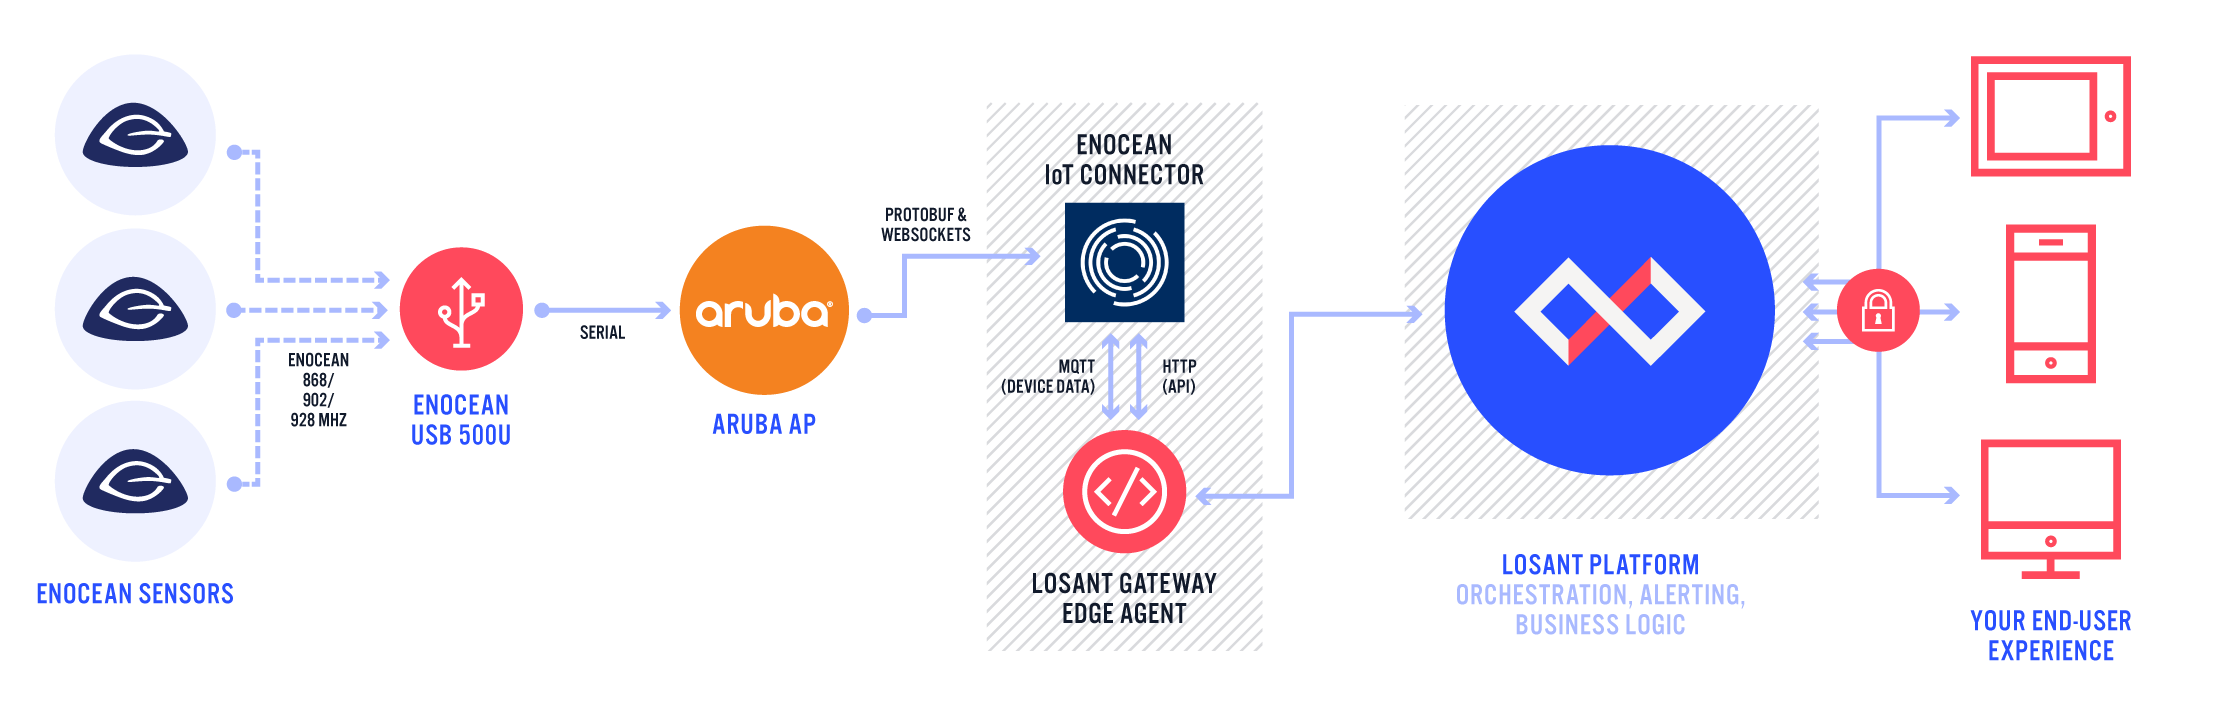 ENOCEAN SENSORS
ENOCEAN
868/
902/
928 MHZ
ENOCEAN
USB 500U
SERIAL
aruba®
ARUBA AP
PROTOBUF &
WEBSOCKETS
ENOCEAN
IoT CONNECTOR
MQTT
(DEVICE DATA)
HTTP
(API)
LOSANT GATEWAY
EDGE AGENT
LOSANT PLATFORM
ORCHESTRATION, ALERTING,
BUSINESS LOGIC
YOUR END-USER
EXPERIENCE